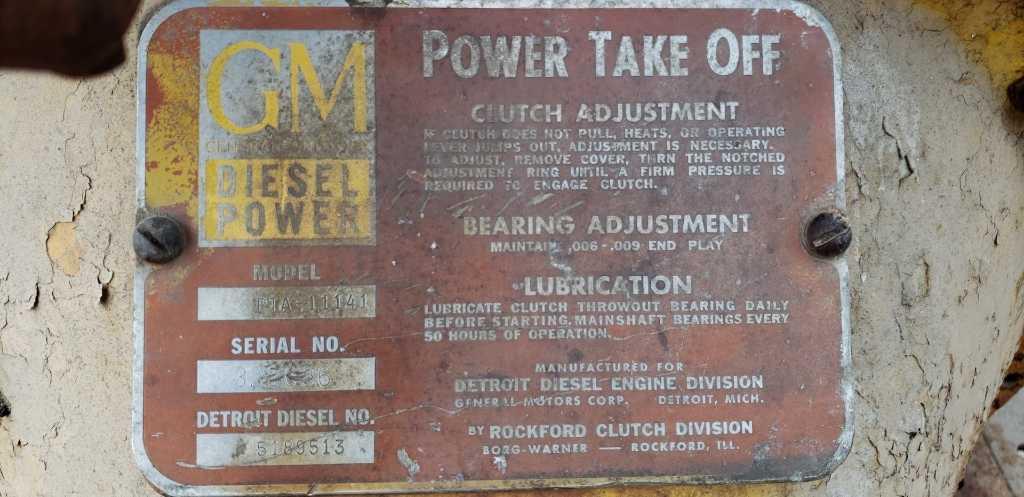 GM
GENERAL MOTORS
DIESEL
POWER
MODEL
PTA-11141
SERIAL NO.
DETROIT DIESEL NO.
5189513
POWER TAKE OFF
CLUTCH ADJUSTMENT
IF CLUTCH DOES NOT PULL, HEATS, OR OPERATING
LEVER JUMPS OUT, ADJUSTMENT IS NECESSARY.
TO ADJUST, REMOVE COVER, TURN THE NOTCHED
ADJUSTMENT RING UNTIL A FIRM PRESSURE IS
REQUIRED TO ENGAGE CLUTCH.
BEARING ADJUSTMENT
MAINTAIN .006 - .009 END PLAY
LUBRICATION
LUBRICATE CLUTCH THROWOUT BEARING DAILY
BEFORE STARTING, MAINSHAFT BEARINGS EVERY
50 HOURS OF OPERATION.
MANUFACTURED FOR
DETROIT DIESEL ENGINE DIVISION
GENERAL MOTORS CORP. DETROIT, MICH.
BY ROCKFORD CLUTCH DIVISION
BORG-WARNER — ROCKFORD, ILL.